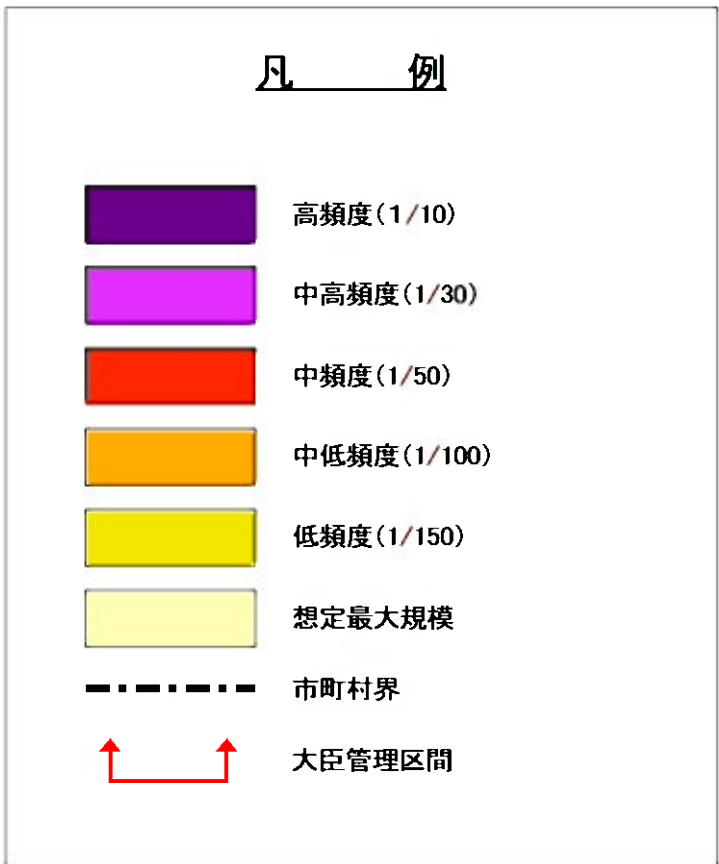 凡　例
高頻度(1/10)
中高頻度(1/30)
中頻度(1/50)
中低頻度(1/100)
低頻度(1/150)
想定最大規模
市町村界
大臣管理区間